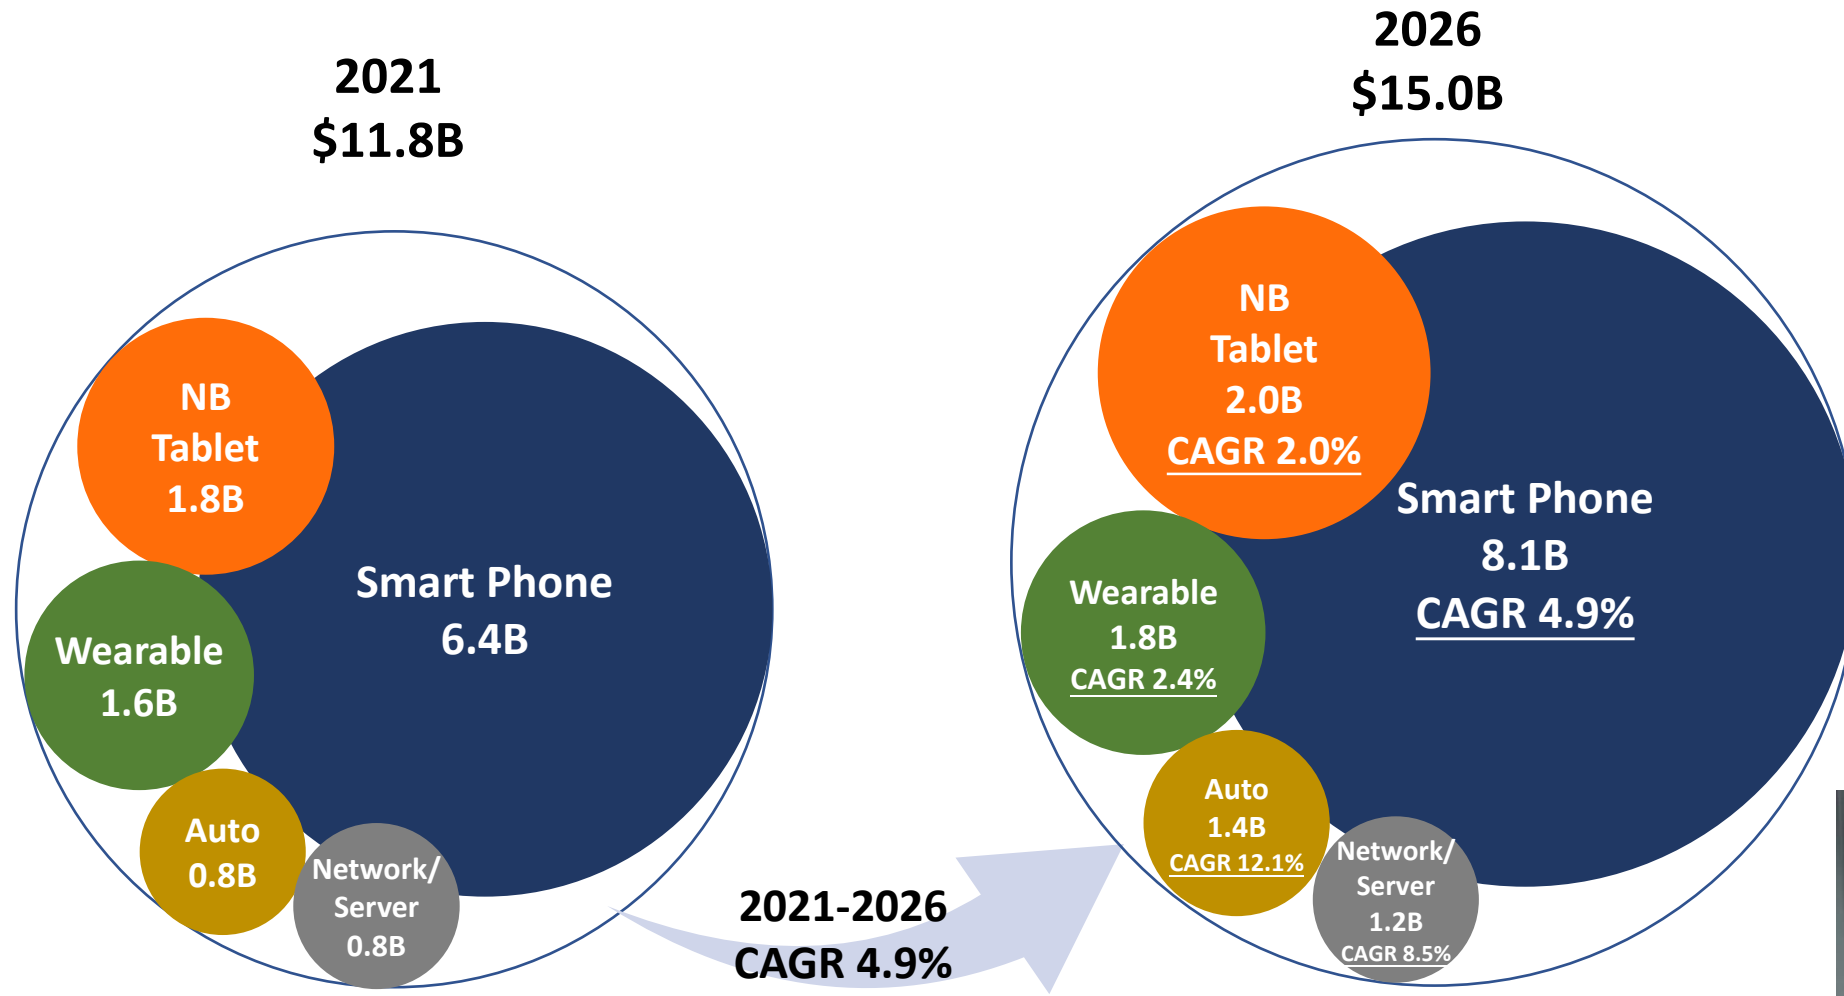 2021
$11.8B
NB
Tablet
1.8B
Smart Phone
6.4B
Wearable
1.6B
Auto
0.8B
Network/
Server
0.8B
2021-2026
CAGR 4.9%
2026
$15.0B
NB
Tablet
2.0B
CAGR 2.0%
Smart Phone
8.1B
CAGR 4.9%
Wearable
1.8B
CAGR 2.4%
Auto
1.4B
CAGR 12.1%
Network/
Server
1.2B
CAGR 8.5%